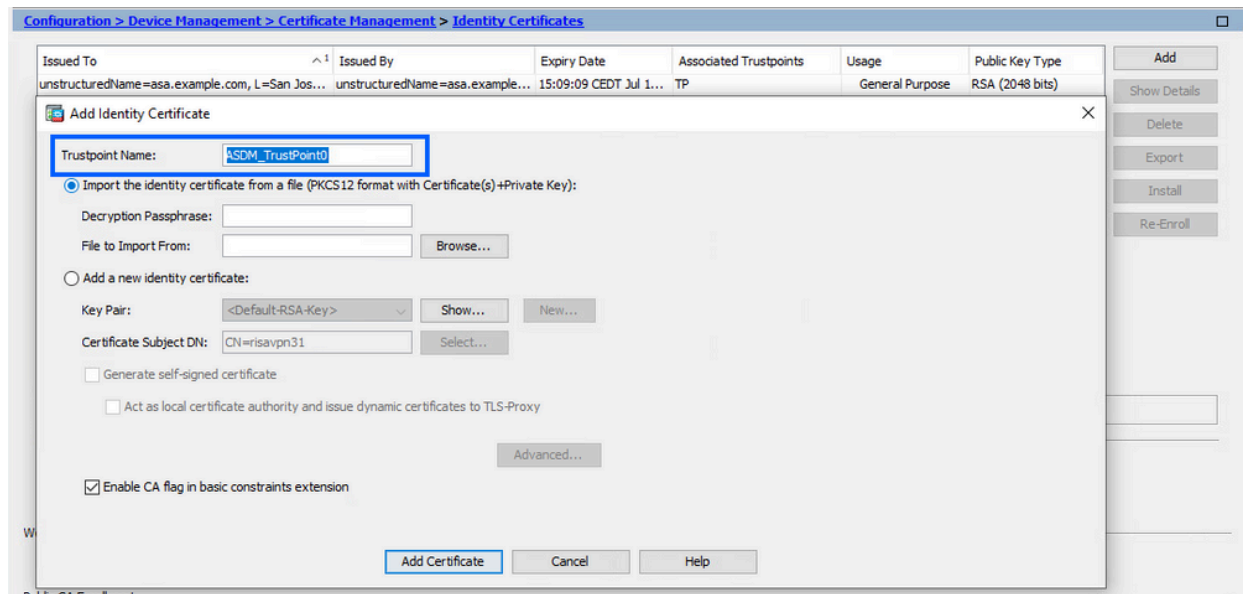 Configuration > Device Management > Certificate Management > Identity Certificates
Issued To ^1 Issued By Expiry Date Associated Trustpoints Usage Public Key Type
unstructuredName=asa.example.com, L=San Jos... unstructuredName=asa.example... 15:09:09 CEDT Jul 1... TP General Purpose RSA (2048 bits)
Add
Show Details
Delete
Export
Install
Re-Enroll
Add Identity Certificate
Trustpoint Name: ASDM_TrustPoint0
Import the identity certificate from a file (PKCS12 format with Certificate(s)+Private Key):
Decryption Passphrase:
File to Import From: Browse...
Add a new identity certificate:
Key Pair: <Default-RSA-Key> Show... New...
Certificate Subject DN: CN=risavpn31 Select...
Generate self-signed certificate
Act as local certificate authority and issue dynamic certificates to TLS-Proxy
Advanced...
Enable CA flag in basic constraints extension
Add Certificate Cancel Help